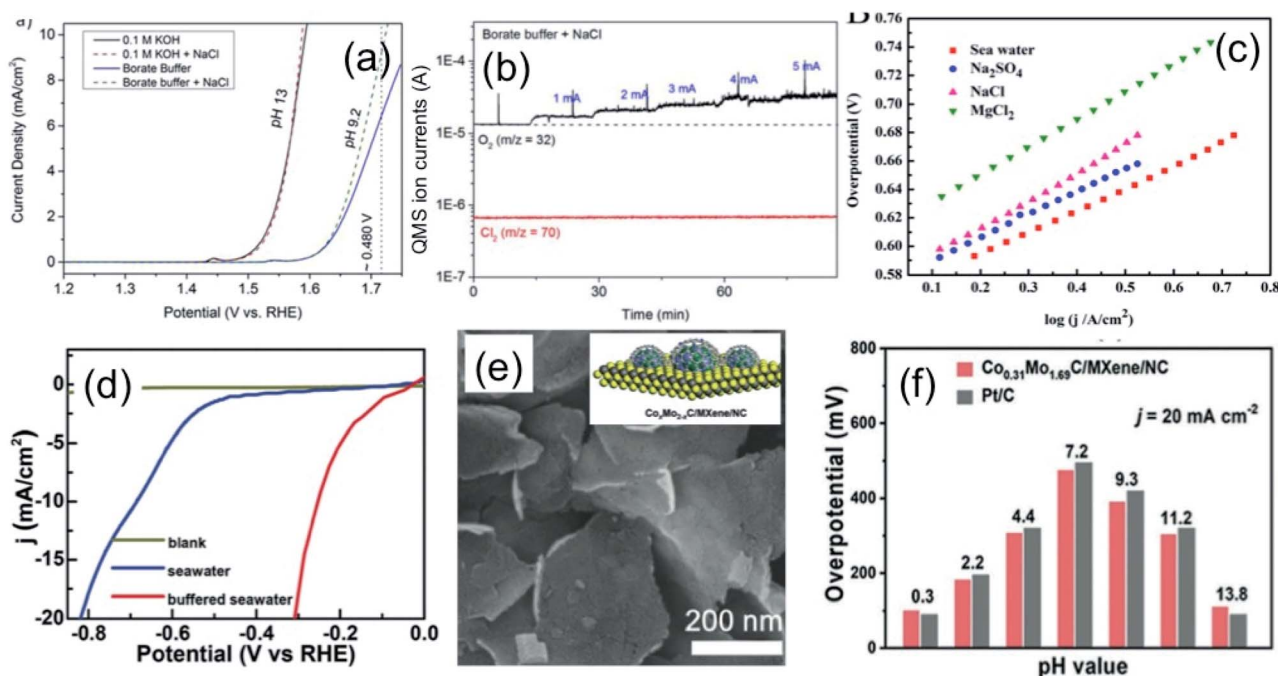 a)
(a)
0.1 M KOH
0.1 M KOH + NaCl
Borate Buffer
Borate buffer + NaCl
pH 13
pH 9.2
~ 0.480 V
Current Density (mA/cm²)
10
8
6
4
2
0
1.2 1.3 1.4 1.5 1.6 1.7
Potential (V vs. RHE)
(b)
Borate buffer + NaCl
1 mA 2 mA 3 mA 4 mA 5 mA
O₂ (m/z = 32)
Cl₂ (m/z = 70)
QMS ion currents (A)
1E-4
1E-5
1E-6
1E-7
0 30 60
Time (min)
(c)
Sea water
Na₂SO₄
NaCl
MgCl₂
Overpotential (V)
0.76
0.74
0.72
0.70
0.68
0.66
0.64
0.62
0.60
0.58
0.1 0.2 0.3 0.4 0.5 0.6 0.7 0.8
log (j /A/cm²)
(d)
j (mA/cm²)
0
-5
-10
-15
-20
blank
seawater
buffered seawater
-0.8 -0.6 -0.4 -0.2 0.0
Potential (V vs RHE)
(e)
CoₓMo₂₋ₓC/MXene/NC
200 nm
(f)
Co₀.₃₁Mo₁.₆₉C/MXene/NC
Pt/C
j = 20 mA cm⁻²
Overpotential (mV)
800
600
400
200
0
0.3
2.2
4.4
7.2
9.3
11.2
13.8
pH value